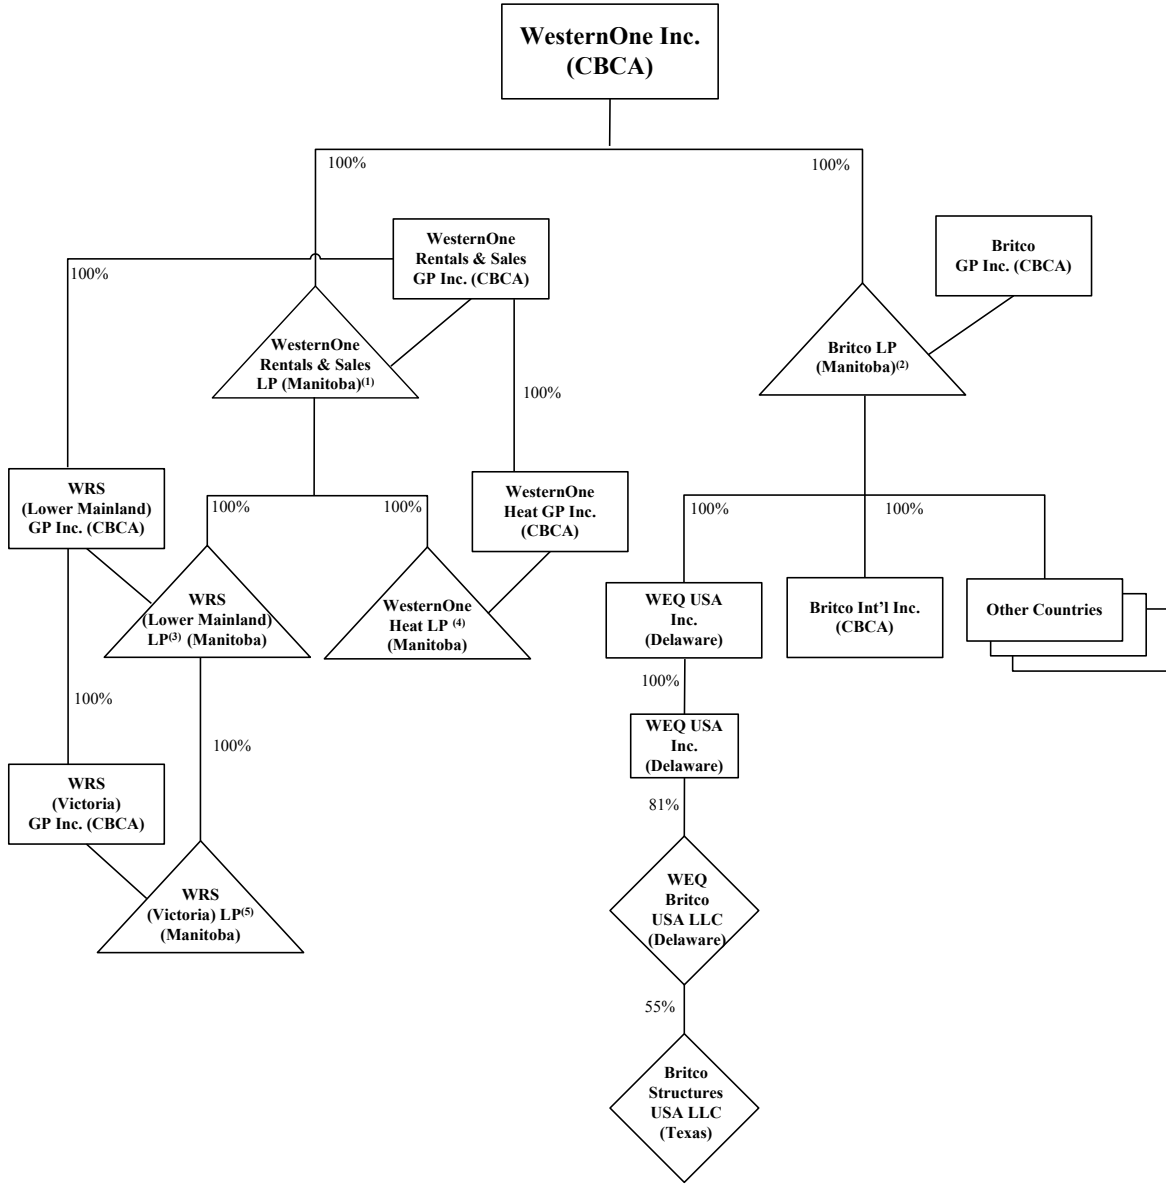 WesternOne Inc.
(CBCA)
100%
100%
WesternOne
Rentals & Sales
GP Inc. (CBCA)
Britco
GP Inc. (CBCA)
100%
WesternOne
Rentals & Sales
LP (Manitoba)(1)
Britco LP
(Manitoba)(2)
100%
WRS
(Lower Mainland)
GP Inc. (CBCA)
WesternOne
Heat GP Inc.
(CBCA)
100%
100%
100%
100%
WRS
(Lower Mainland)
LP(3) (Manitoba)
WesternOne
Heat LP (4)
(Manitoba)
WEQ USA
Inc.
(Delaware)
Britco Int'l Inc.
(CBCA)
Other Countries
100%
100%
100%
WEQ USA
Inc.
(Delaware)
WRS
(Victoria)
GP Inc. (CBCA)
81%
WRS
(Victoria) LP(5)
(Manitoba)
WEQ
Britco
USA LLC
(Delaware)
55%
Britco
Structures
USA LLC
(Texas)